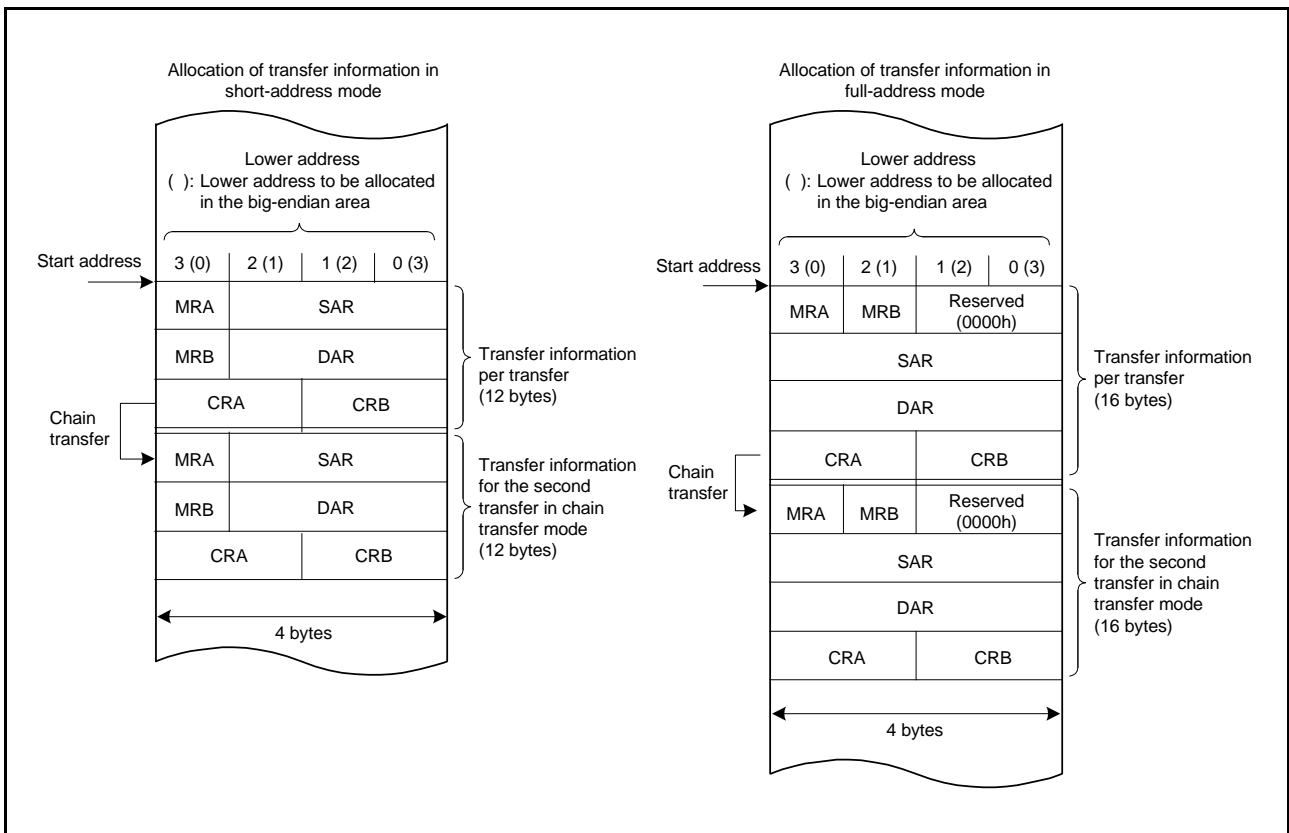 Allocation of transfer information in
short-address mode
Lower address
( ): Lower address to be allocated
in the big-endian area
Start address
3 (0) 2 (1) 1 (2) 0 (3)
MRA SAR
MRB DAR
CRA CRB
Transfer information
per transfer
(12 bytes)
Chain
transfer
MRA SAR
MRB DAR
CRA CRB
Transfer information
for the second
transfer in chain
transfer mode
(12 bytes)
4 bytes
Allocation of transfer information in
full-address mode
Lower address
( ): Lower address to be allocated
in the big-endian area
Start address
3 (0) 2 (1) 1 (2) 0 (3)
MRA MRB Reserved
(0000h)
SAR
DAR
CRA CRB
Transfer information
per transfer
(16 bytes)
Chain
transfer
MRA MRB Reserved
(0000h)
SAR
DAR
CRA CRB
Transfer information
for the second
transfer in chain
transfer mode
(16 bytes)
4 bytes